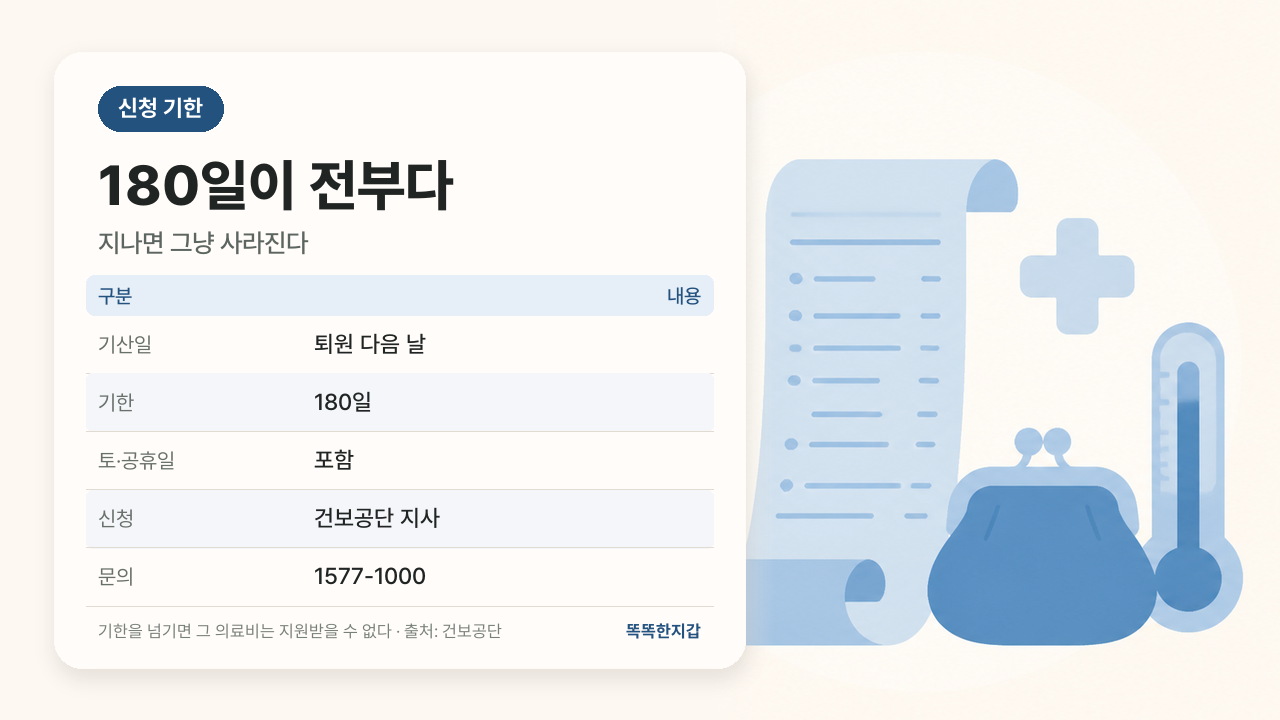 신청 기한
180일이 전부다
지나면 그냥 사라진다
구분 내용
기산일 퇴원 다음 날
기한 180일
토·공휴일 포함
신청 건보공단 지사
문의 1577-1000
기한을 넘기면 그 의료비는 지원받을 수 없다 · 출처: 건보공단 똑똑한지갑